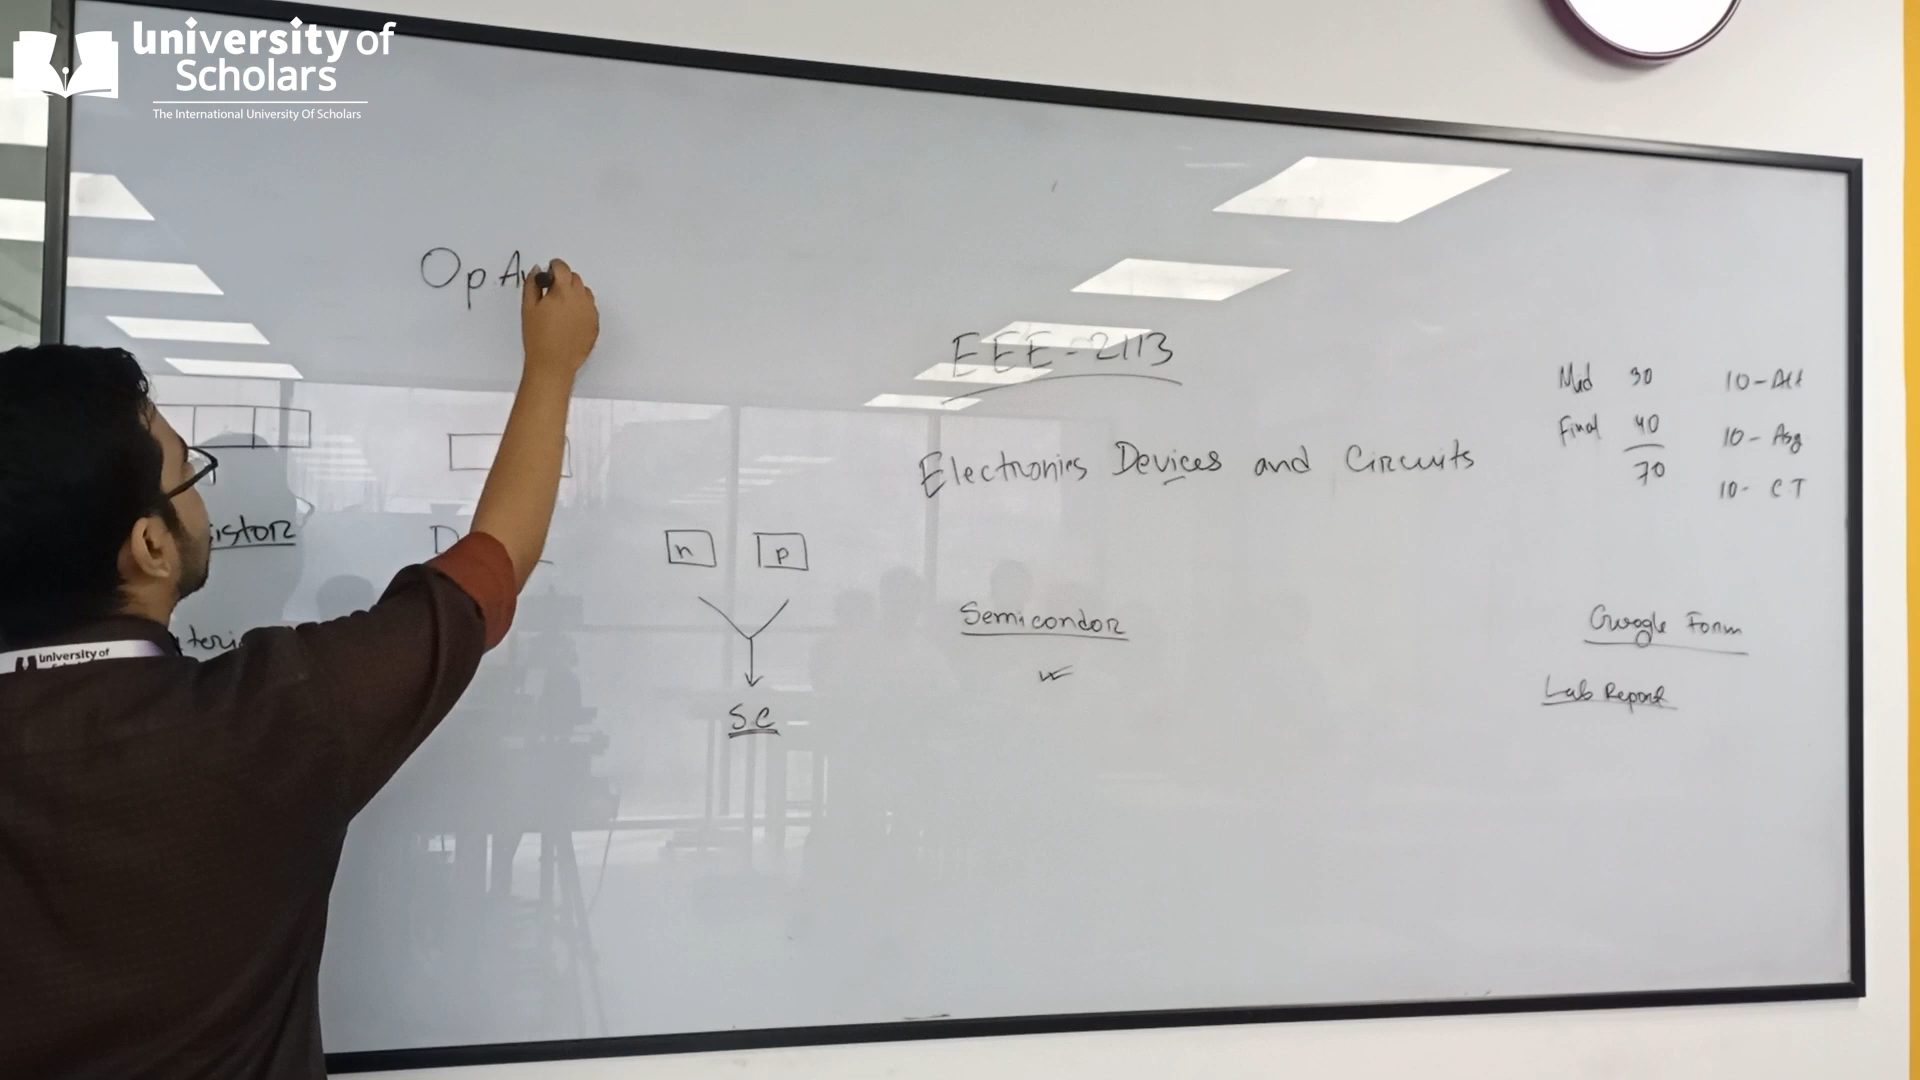 University of
Scholars
The International University Of Scholars
Op
EEE-2113
Mid 30 10-Att
Final 40 10- Asg
70 10- CT
Electronics Devices and Circuits
istor
n p
Semicondor
Google Form
Lab Report
S.C
University of